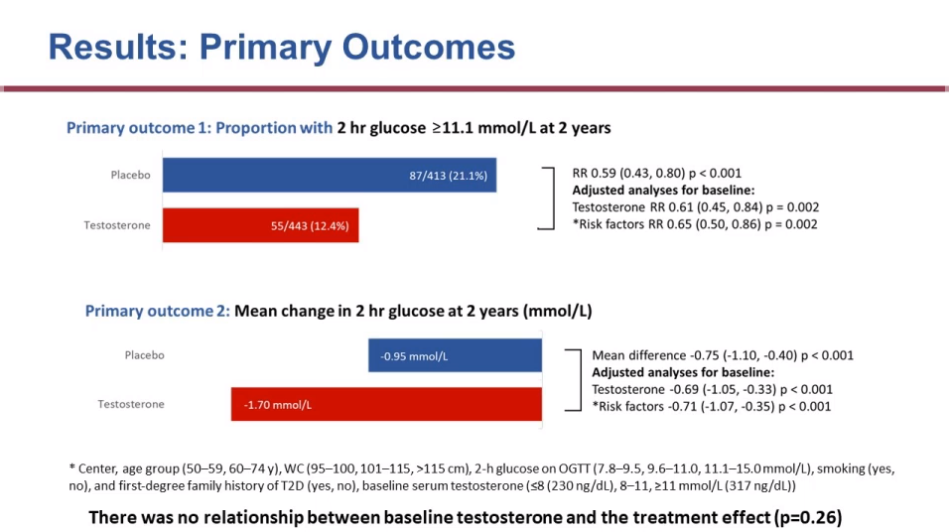 Results: Primary Outcomes
Primary outcome 1: Proportion with 2 hr glucose ≥11.1 mmol/L at 2 years
Placebo
87/413 (21.1%)
Testosterone
55/443 (12.4%)
RR 0.59 (0.43, 0.80) p < 0.001
Adjusted analyses for baseline:
Testosterone RR 0.61 (0.45, 0.84) p = 0.002
*Risk factors RR 0.65 (0.50, 0.86) p = 0.002
Primary outcome 2: Mean change in 2 hr glucose at 2 years (mmol/L)
Placebo
-0.95 mmol/L
Testosterone
-1.70 mmol/L
Mean difference -0.75 (-1.10, -0.40) p < 0.001
Adjusted analyses for baseline:
Testosterone -0.69 (-1.05, -0.33) p < 0.001
*Risk factors -0.71 (-1.07, -0.35) p < 0.001
* Center, age group (50–59, 60–74 y), WC (95–100, 101–115, >115 cm), 2-h glucose on OGTT (7.8–9.5, 9.6–11.0, 11.1–15.0 mmol/L), smoking (yes,
no), and first-degree family history of T2D (yes, no), baseline serum testosterone (≤8 (230 ng/dL), 8–11, ≥11 mmol/L (317 ng/dL))
There was no relationship between baseline testosterone and the treatment effect (p=0.26)